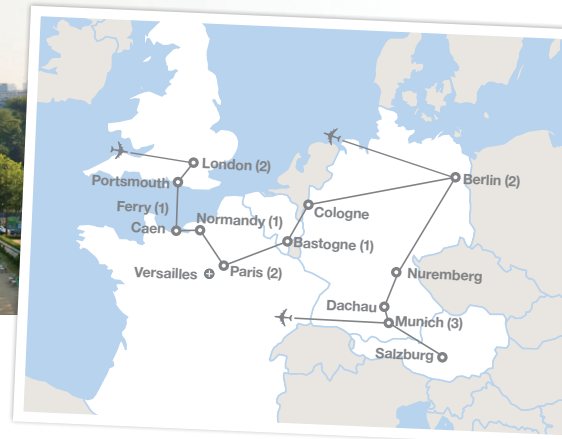 London (2)
Portsmouth
Ferry (1)
Caen
Normandy (1)
Versailles
Paris (2)
Bastogne (1)
Cologne
Berlin (2)
Nuremberg
Dachau
Munich (3)
Salzburg